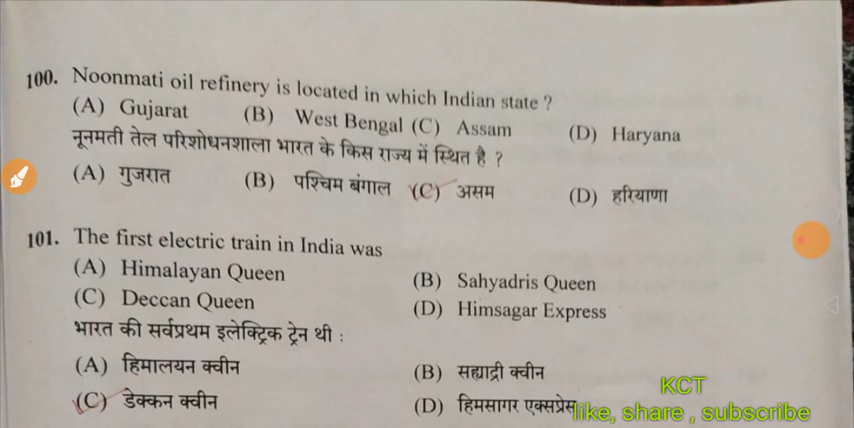 100. Noonmati oil refinery is located in which Indian state ?
(A) Gujarat (B) West Bengal (C) Assam (D) Haryana
नूनमती तेल परिशोधनशाला भारत के किस राज्य में स्थित है ?
(A) गुजरात (B) पश्चिम बंगाल (C) असम (D) हरियाणा
101. The first electric train in India was
(A) Himalayan Queen (B) Sahyadris Queen
(C) Deccan Queen (D) Himsagar Express
भारत की सर्वप्रथम इलेक्ट्रिक ट्रेन थी :
(A) हिमालयन क्वीन (B) सह्याद्री क्वीन
(C) डेक्कन क्वीन (D) हिमसागर एक्सप्रेस
KCT
like, share , subscribe